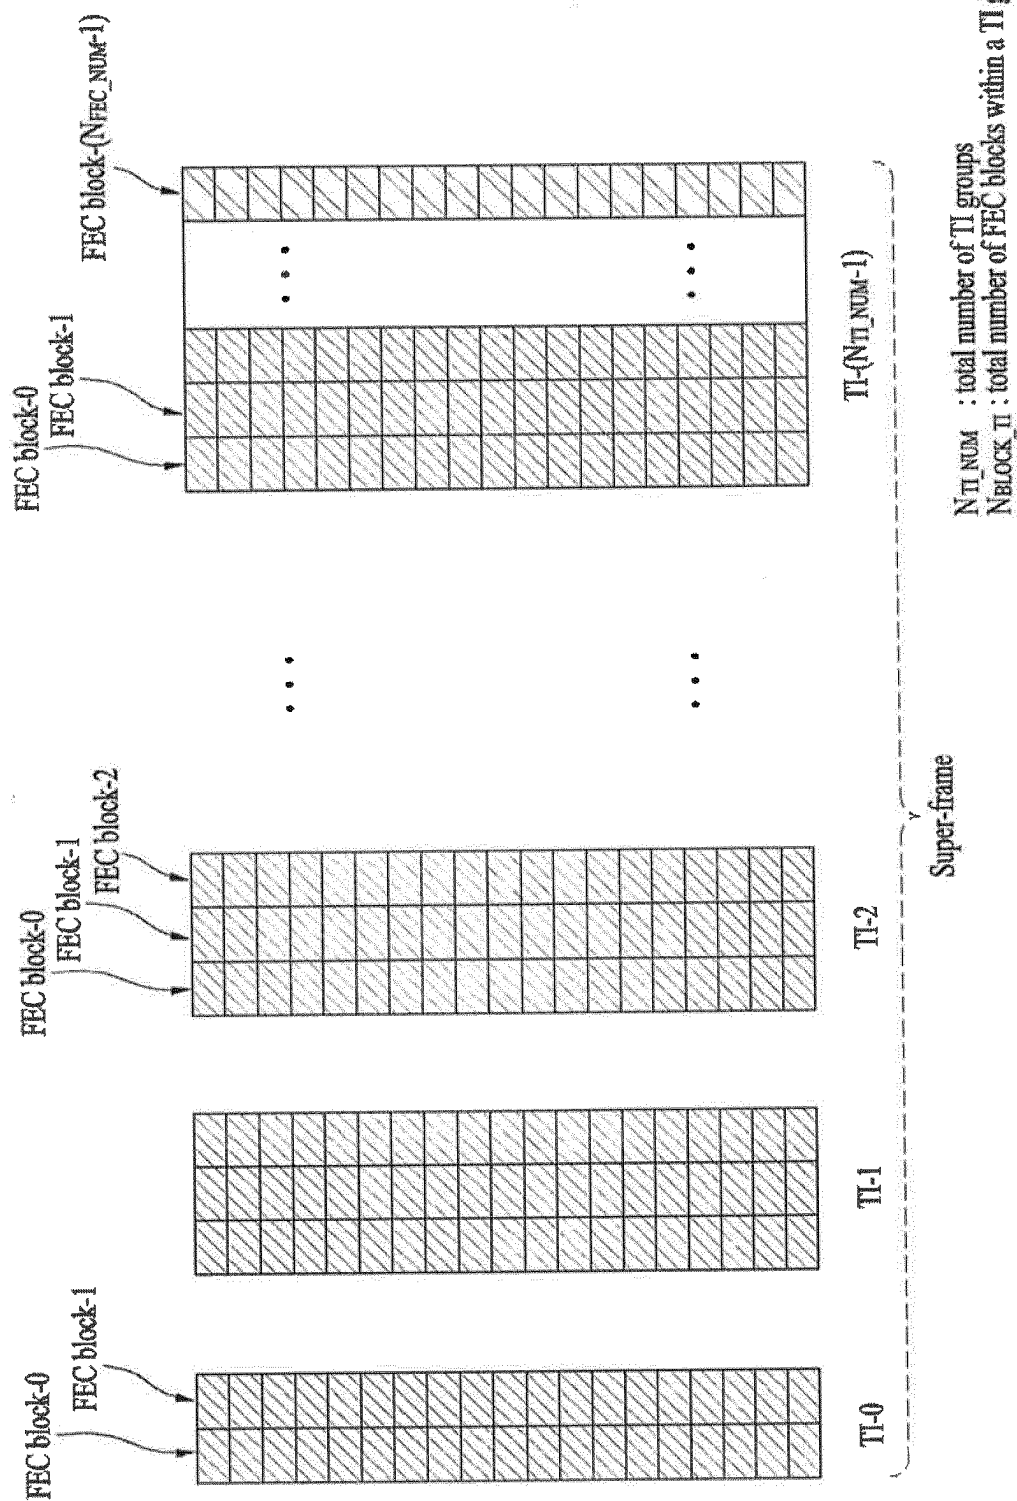 FEC block-0
FEC block-1
FEC block-0
FEC block-1
FEC block-2
FEC block-0
FEC block-1
FEC block-(NFEC_NUM-1)
TI-0
TI-1
TI-2
TI-(NTI_NUM-1)
Super-frame
NTI_NUM : total number of TI groups
NBLOCK_TI : total number of FEC blocks within a TI